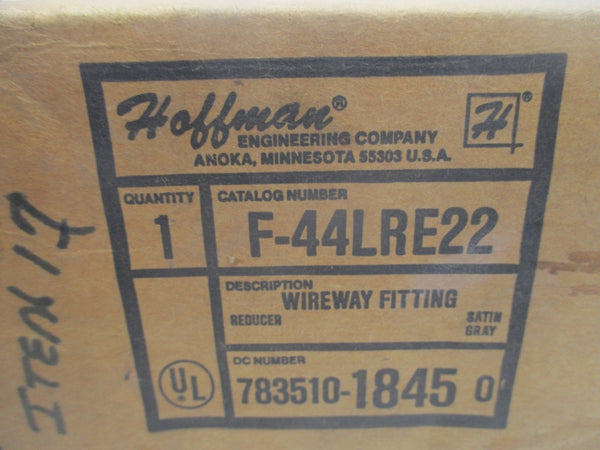 Hoffman®
ENGINEERING COMPANY
ANOKA, MINNESOTA 55303 U.S.A.
H®
QUANTITY
1
CATALOG NUMBER
F-44LRE22
DESCRIPTION
WIREWAY FITTING
REDUCER SATIN GRAY
UL
DC NUMBER
783510-1845 0
ITEM 17